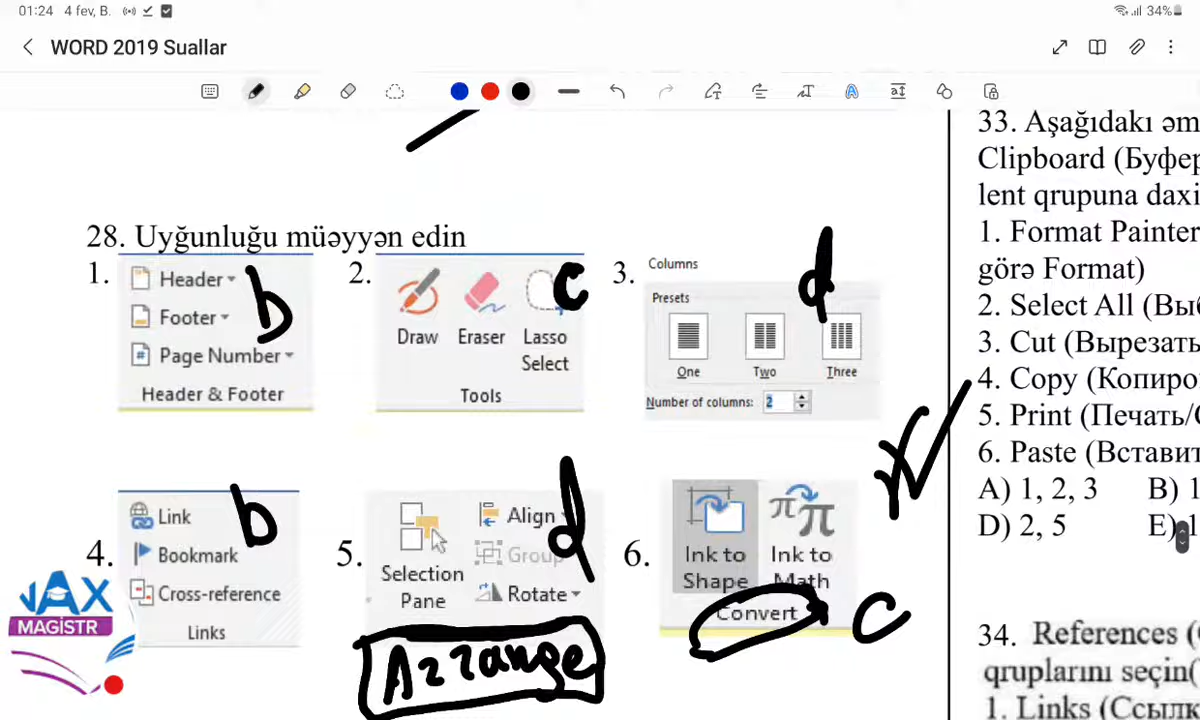 01:24 4 fev, B. 34%
WORD 2019 Suallar
28. Uyğunluğu müəyyən edin
1. Header b
Footer
Page Number
Header & Footer
2. Draw Eraser Lasso Select c
Tools
3. Columns d
Presets
One Two Three
Number of columns: 2
4. Link b
Bookmark
Cross-reference
Links
5. Selection Pane
Align d
Group
Rotate
Arrange
6. Ink to Shape Ink to Math
Convert c
VAX
MAGİSTR
33. Aşağıdakı əm
Clipboard (Буфер
lent qrupuna daxi
1. Format Painter
görə Format)
2. Select All (Выб
3. Cut (Вырезать
4. Copy (Копиро
5. Print (Печать/
6. Paste (Вставит
A) 1, 2, 3 B) 1
D) 2, 5 E) 1
34. References (
qruplarını seçin(
1. Links (Ссылк